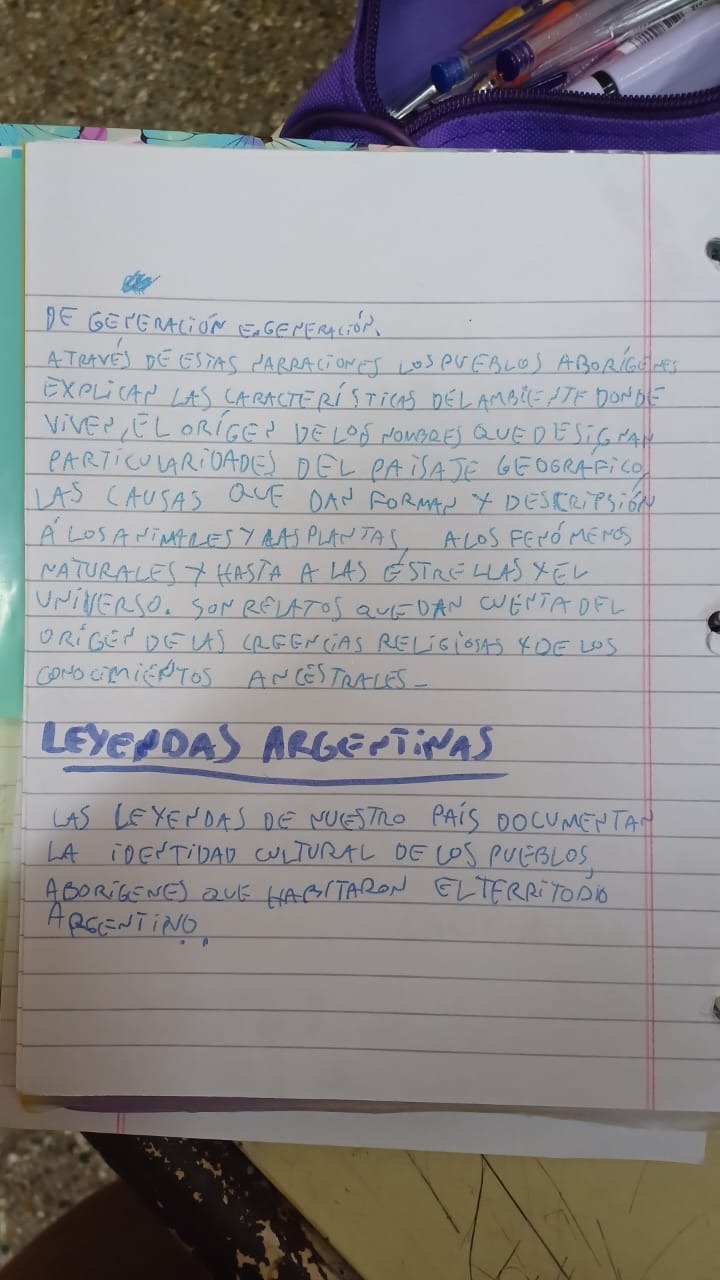 DE GENERACIÓN EN GENERACIÓN.
A TRAVÉS DE ESTAS NARRACIONES LOS PUEBLOS ABORÍGENES
EXPLICAN LAS CARACTERÍSTICAS DEL AMBIENTE DONDE
VIVEN, EL ORÍGEN DE LOS NOMBRES QUE DESIGNAN
PARTICULARIDADES DEL PAISAJE GEOGRÁFICO,
LAS CAUSAS QUE DAN FORMAN Y DESCRIPSIÓN
Á LOS ANIMALES Y LAS PLANTAS, A LOS FENÓMENOS
NATURALES Y HASTA A LAS ESTRELLAS Y EL
UNIVERSO. SON RELATOS QUE DAN CUENTA DEL
ORÍGEN DE LAS CREENCIAS RELIGIOSAS Y DE LOS
CONOCIMIENTOS ANCESTRALES_
LEYENDAS ARGENTINAS
LAS LEYENDAS DE NUESTRO PAÍS DOCUMENTAN
LA IDENTIDAD CULTURAL DE LOS PUEBLOS,
ABORÍGENES QUE HABITARON EL TERRITODIO
ARGENTINO..